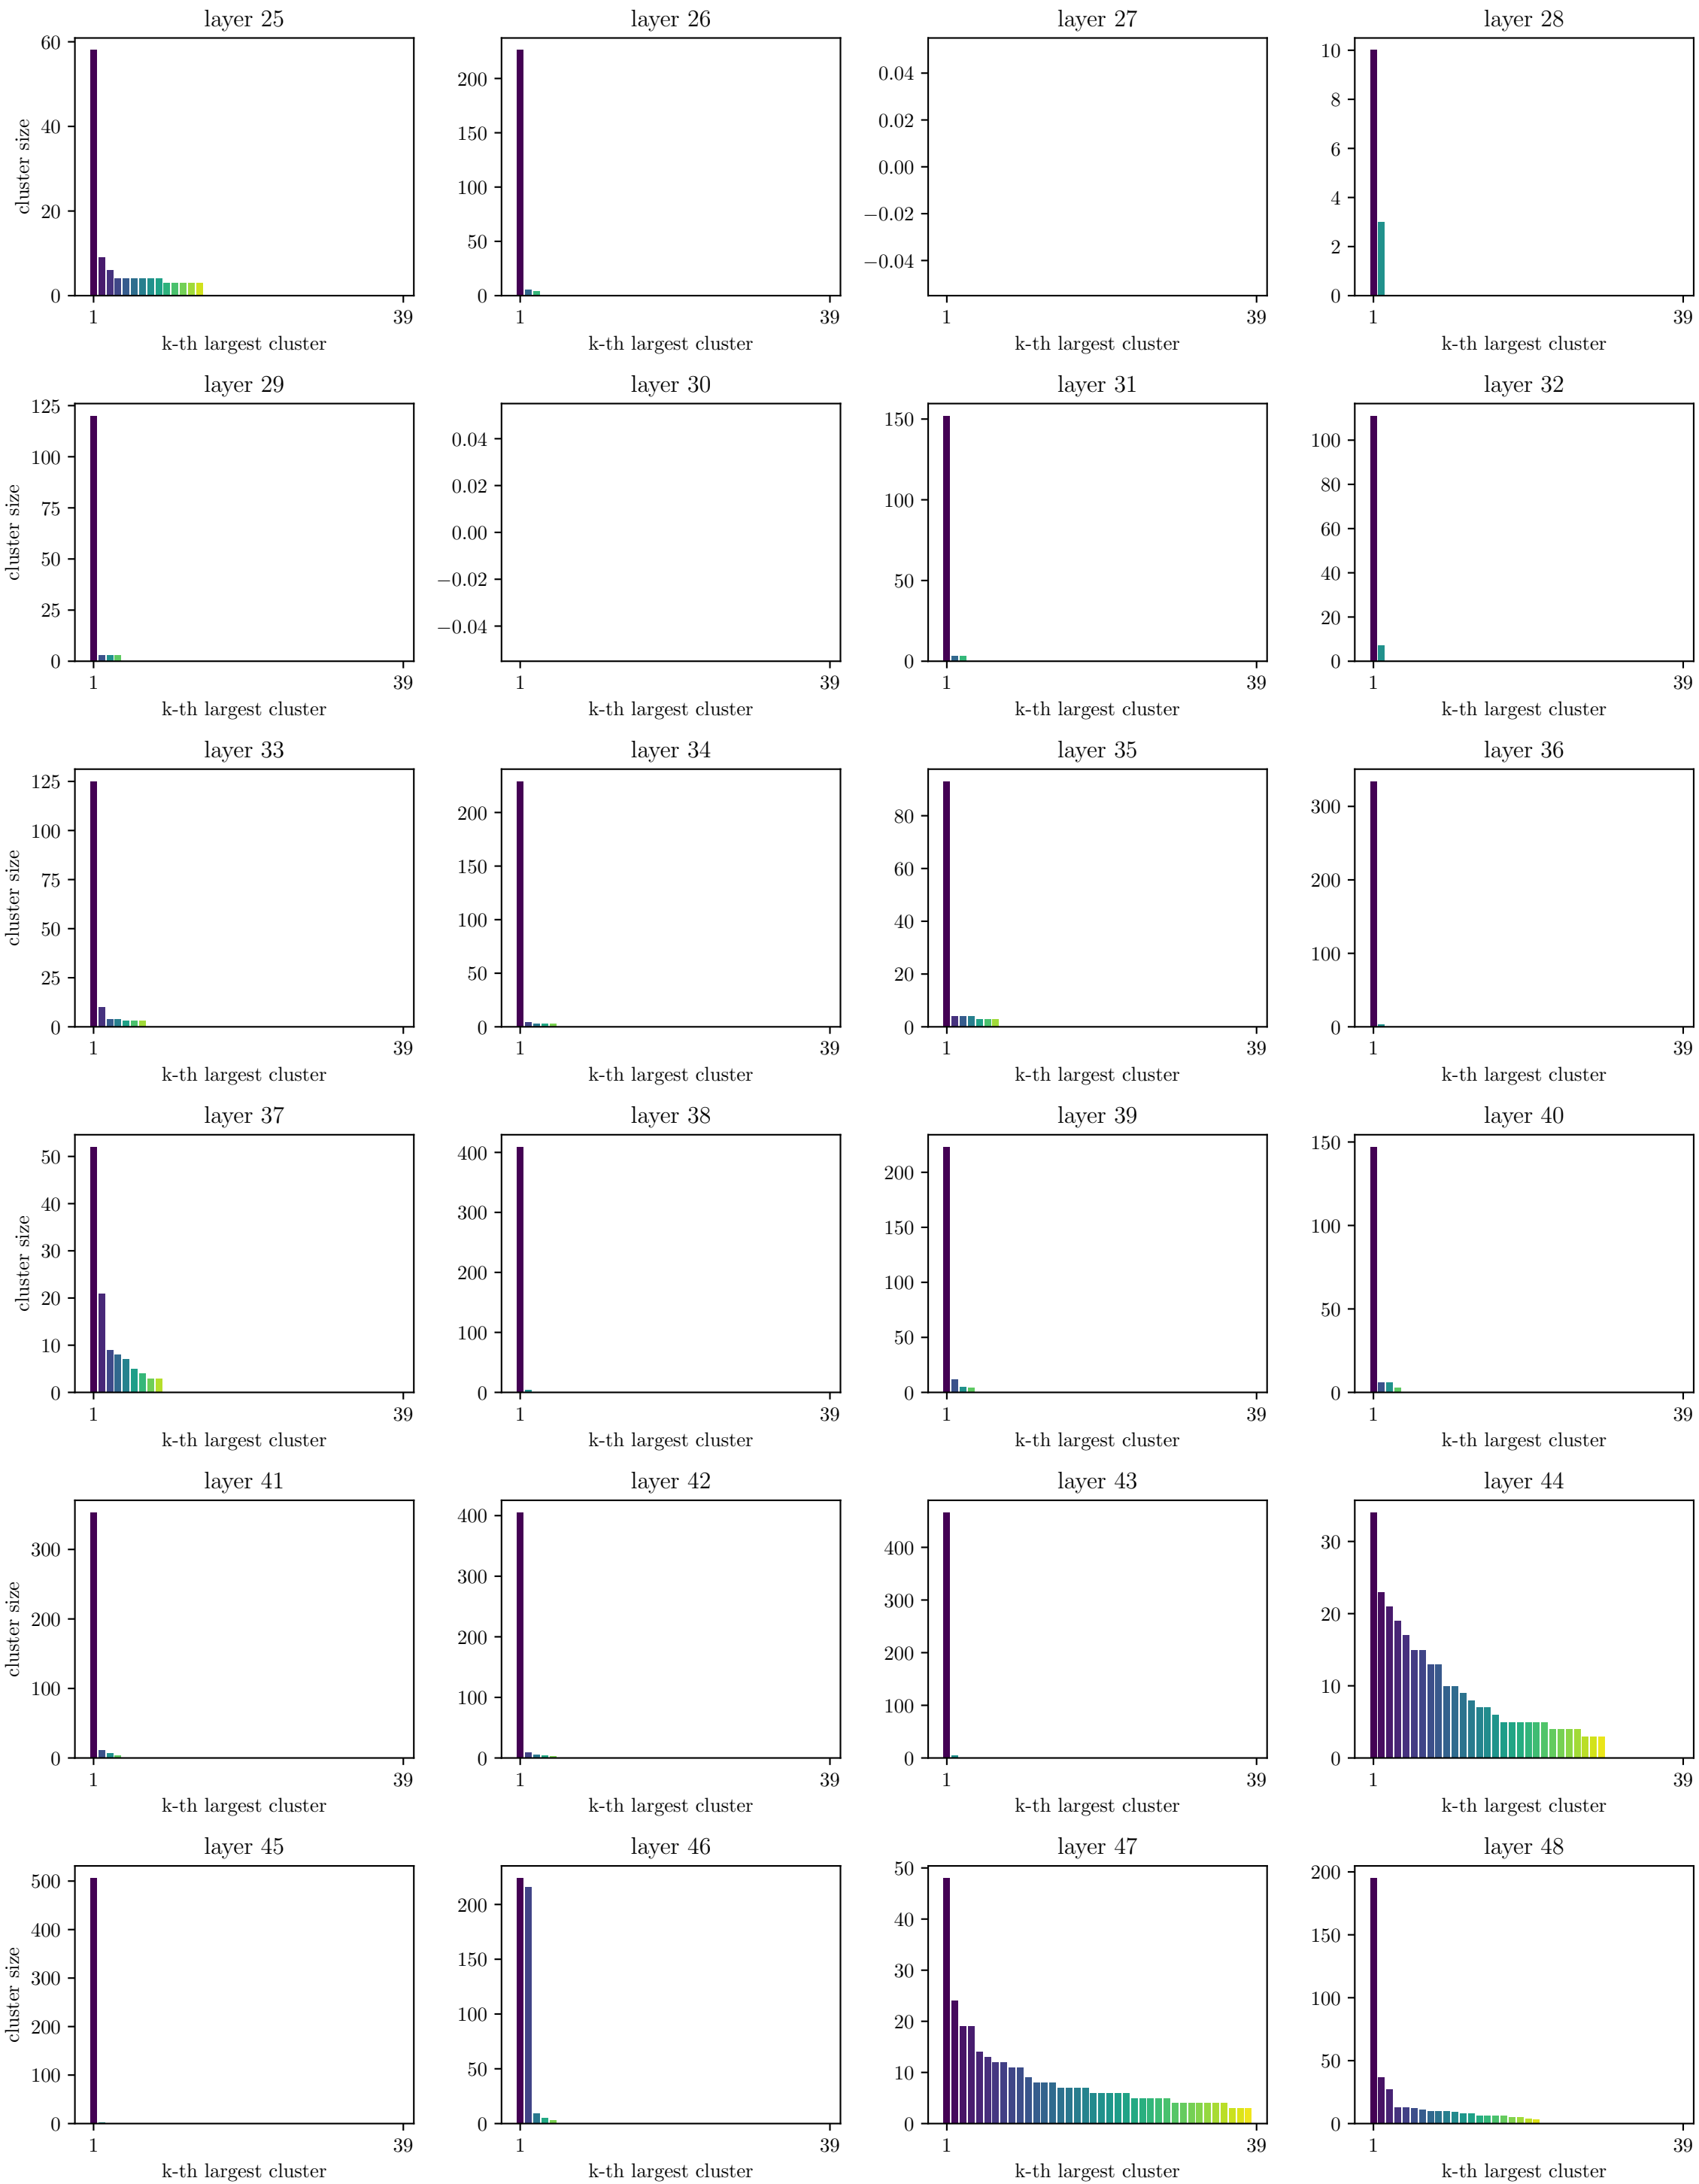 layer 25
layer 26
layer 27
layer 28
cluster size
60
40
20
0
200
150
100
50
0
0.04
0.02
0.00
−0.02
−0.04
10
8
6
4
2
0
1 39
1 39
1 39
1 39
k-th largest cluster
k-th largest cluster
k-th largest cluster
k-th largest cluster
layer 29
layer 30
layer 31
layer 32
cluster size
125
100
75
50
25
0
0.04
0.02
0.00
−0.02
−0.04
150
100
50
0
100
80
60
40
20
0
1 39
1 39
1 39
1 39
k-th largest cluster
k-th largest cluster
k-th largest cluster
k-th largest cluster
layer 33
layer 34
layer 35
layer 36
cluster size
125
100
75
50
25
0
200
150
100
50
0
80
60
40
20
0
300
200
100
0
1 39
1 39
1 39
1 39
k-th largest cluster
k-th largest cluster
k-th largest cluster
k-th largest cluster
layer 37
layer 38
layer 39
layer 40
cluster size
50
40
30
20
10
0
400
300
200
100
0
200
150
100
50
0
150
100
50
0
1 39
1 39
1 39
1 39
k-th largest cluster
k-th largest cluster
k-th largest cluster
k-th largest cluster
layer 41
layer 42
layer 43
layer 44
cluster size
300
200
100
0
400
300
200
100
0
400
300
200
100
0
30
20
10
0
1 39
1 39
1 39
1 39
k-th largest cluster
k-th largest cluster
k-th largest cluster
k-th largest cluster
layer 45
layer 46
layer 47
layer 48
cluster size
500
400
300
200
100
0
200
150
100
50
0
50
40
30
20
10
0
200
150
100
50
0
1 39
1 39
1 39
1 39
k-th largest cluster
k-th largest cluster
k-th largest cluster
k-th largest cluster